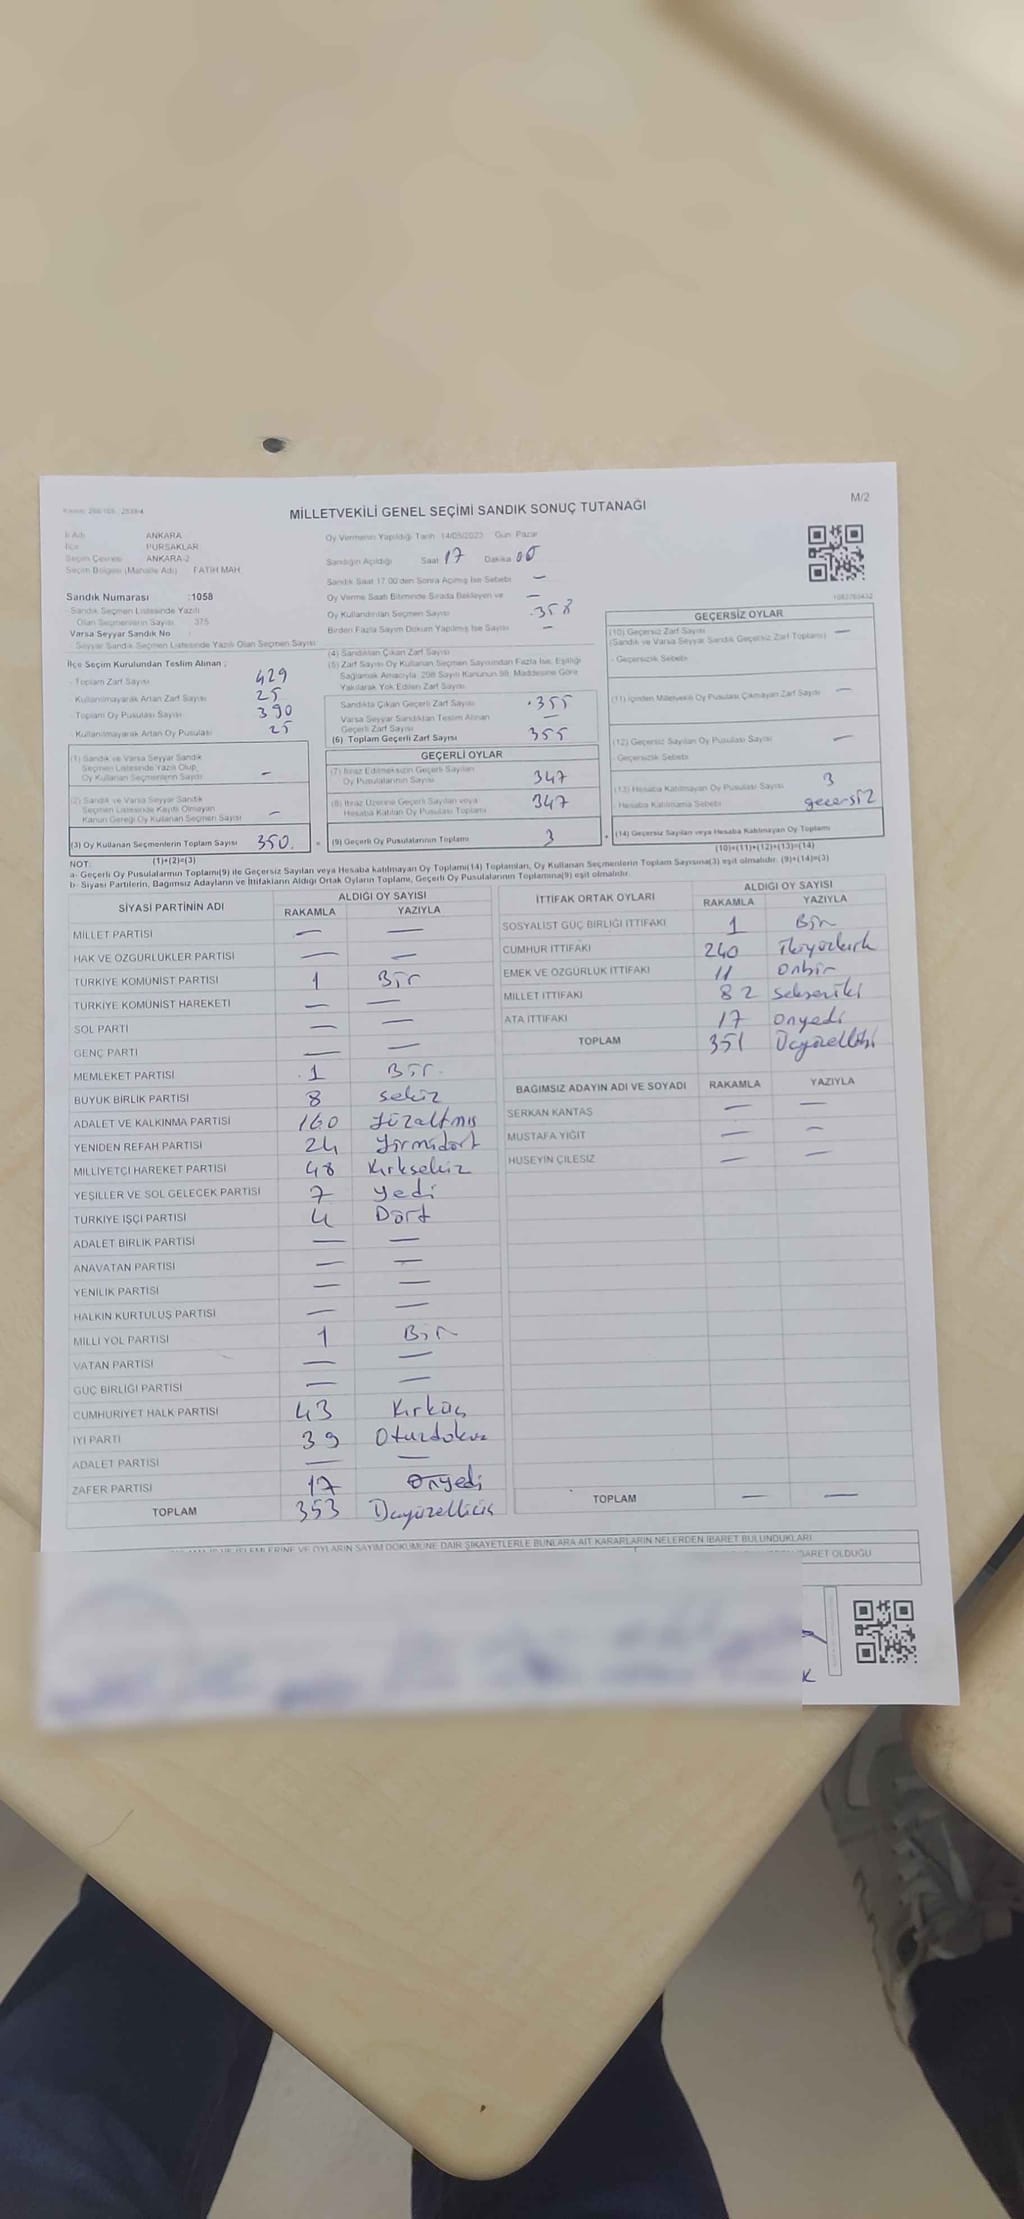 M/2
MİLLETVEKİLİ GENEL SEÇİMİ SANDIK SONUÇ TUTANAĞI
İl Adı ANKARA
İlçe PURSAKLAR
Seçim Çevresi ANKARA-2
Seçim Bölgesi (Mahalle Adı) FATİH MAH.
Sandık Numarası :1058
Sandık Seçmen Listesinde Yazılı
Olan Seçmenlerin Sayısı 375
Varsa Seyyar Sandık No
Seyyar Sandık Seçmen Listesinde Yazılı Olan Seçmen Sayısı
Oy Vermenin Yapıldığı Tarih 14/05/2023 Gün Pazar
Sandığın Açıldığı Saat 17 Dakika 00
Sandık Saat 17.00'den Sonra Açılmış İse Sebebi —
Oy Verme Saati Bitiminde Sırada Bekleyen ve —
Oy Kullandırılan Seçmen Sayısı
Birden Fazla Sayım Döküm Yapılmış İse Sayısı —
358
(4) Sandıktan Çıkan Zarf Sayısı
(5) Zarf Sayısı Oy Kullanan Seçmen Sayısından Fazla İse, Eşitliği
Sağlamak Amacıyla, 298 Sayılı Kanunun 98. Maddesine Göre
Yakılarak Yok Edilen Zarf Sayısı
İlçe Seçim Kurulundan Teslim Alınan ;
- Toplam Zarf Sayısı 429
- Kullanılmayarak Artan Zarf Sayısı 25
- Toplam Oy Pusulası Sayısı 390
- Kullanılmayarak Artan Oy Pusulası 25
Sandıkta Çıkan Geçerli Zarf Sayısı 355
Varsa Seyyar Sandıktan Teslim Alınan
Geçerli Zarf Sayısı —
(6) Toplam Geçerli Zarf Sayısı 355
(1) Sandık ve Varsa Seyyar Sandık
Seçmen Listesinde Yazılı Olup,
Oy Kullanan Seçmenlerin Sayısı —
(2) Sandık ve Varsa Seyyar Sandık
Seçmen Listesinde Kayıtlı Olmayan
Kanun Gereği Oy Kullanan Seçmen Sayısı —
(3) Oy Kullanan Seçmenlerin Toplam Sayısı 350
(1)+(2)=(3)
GEÇERLİ OYLAR
(7) İtiraz Edilmeksizin Geçerli Sayılan
Oy Pusulalarının Sayısı 347
(8) İtiraz Üzerine Geçerli Sayılan veya
Hesaba Katılan Oy Pusulası Toplamı 347
(9) Geçerli Oy Pusulalarının Toplamı 3
GEÇERSİZ OYLAR
(10) Geçersiz Zarf Sayısı —
(Sandık ve Varsa Seyyar Sandık Geçersiz Zarf Toplamı)
- Geçersizlik Sebebi
(11) İçinden Milletvekili Oy Pusulası Çıkmayan Zarf Sayısı —
(12) Geçersiz Sayılan Oy Pusulası Sayısı —
Geçersizlik Sebebi
(13) Hesaba Katılmayan Oy Pusulası Sayısı 3
Hesaba Katılmama Sebebi geçersiz
(14) Geçersiz Sayılan veya Hesaba Katılmayan Oy Toplamı
(10)+(11)+(12)+(13)=(14)
NOT:
a- Geçerli Oy Pusulalarının Toplamı(9) ile Geçersiz Sayılan veya Hesaba katılmayan Oy Toplamı(14) Toplamları, Oy Kullanan Seçmenlerin Toplam Sayısına(3) eşit olmalıdır. (9)+(14)=(3)
b- Siyasi Partilerin, Bağımsız Adayların ve İttifakların Aldığı Ortak Oyların Toplamı, Geçerli Oy Pusulalarının Toplamına(9) eşit olmalıdır.
SİYASİ PARTİNİN ADI ALDIĞI OY SAYISI
RAKAMLA YAZIYLA
MİLLET PARTİSİ — —
HAK VE ÖZGÜRLÜKLER PARTİSİ — —
TÜRKİYE KOMÜNİST PARTİSİ 1 Bir
TÜRKİYE KOMÜNİST HAREKETİ — —
SOL PARTİ — —
GENÇ PARTİ — —
MEMLEKET PARTİSİ 1 Bir
BÜYÜK BİRLİK PARTİSİ 8 sekiz
ADALET VE KALKINMA PARTİSİ 160 yüzaltmış
YENİDEN REFAH PARTİSİ 24 yirmidört
MİLLİYETÇİ HAREKET PARTİSİ 48 kırksekiz
YEŞİLLER VE SOL GELECEK PARTİSİ 7 yedi
TÜRKİYE İŞÇİ PARTİSİ 4 Dört
ADALET BİRLİK PARTİSİ — —
ANAVATAN PARTİSİ — —
YENİLİK PARTİSİ — —
HALKIN KURTULUŞ PARTİSİ — —
MİLLİ YOL PARTİSİ 1 Bir
VATAN PARTİSİ — —
GÜÇ BİRLİĞİ PARTİSİ — —
CUMHURİYET HALK PARTİSİ 43 Kırküç
İYİ PARTİ 39 Otuzdokuz
ADALET PARTİSİ — —
ZAFER PARTİSİ 17 Onyedi
TOPLAM 353 Üçyüzelliüç
İTTİFAK ORTAK OYLARI ALDIĞI OY SAYISI
RAKAMLA YAZIYLA
SOSYALİST GÜÇ BİRLİĞİ İTTİFAKI 1 Bir
CUMHUR İTTİFAKI 240 ikiyüzkırk
EMEK VE ÖZGÜRLÜK İTTİFAKI 11 onbir
MİLLET İTTİFAKI 82 sekseniki
ATA İTTİFAKI 17 onyedi
TOPLAM 351
BAĞIMSIZ ADAYIN ADI VE SOYADI RAKAMLA YAZIYLA
SERKAN KANTAŞ — —
MUSTAFA YİĞİT — —
HÜSEYİN ÇİLESİZ — —
TOPLAM — —
İŞLEMLERİNE VE OYLARIN SAYIM DÖKÜMÜNE DAİR ŞİKAYETLERLE BUNLARA AİT KARARLARIN NELERDEN İBARET BULUNDUKLARI
İBARET OLDUĞU